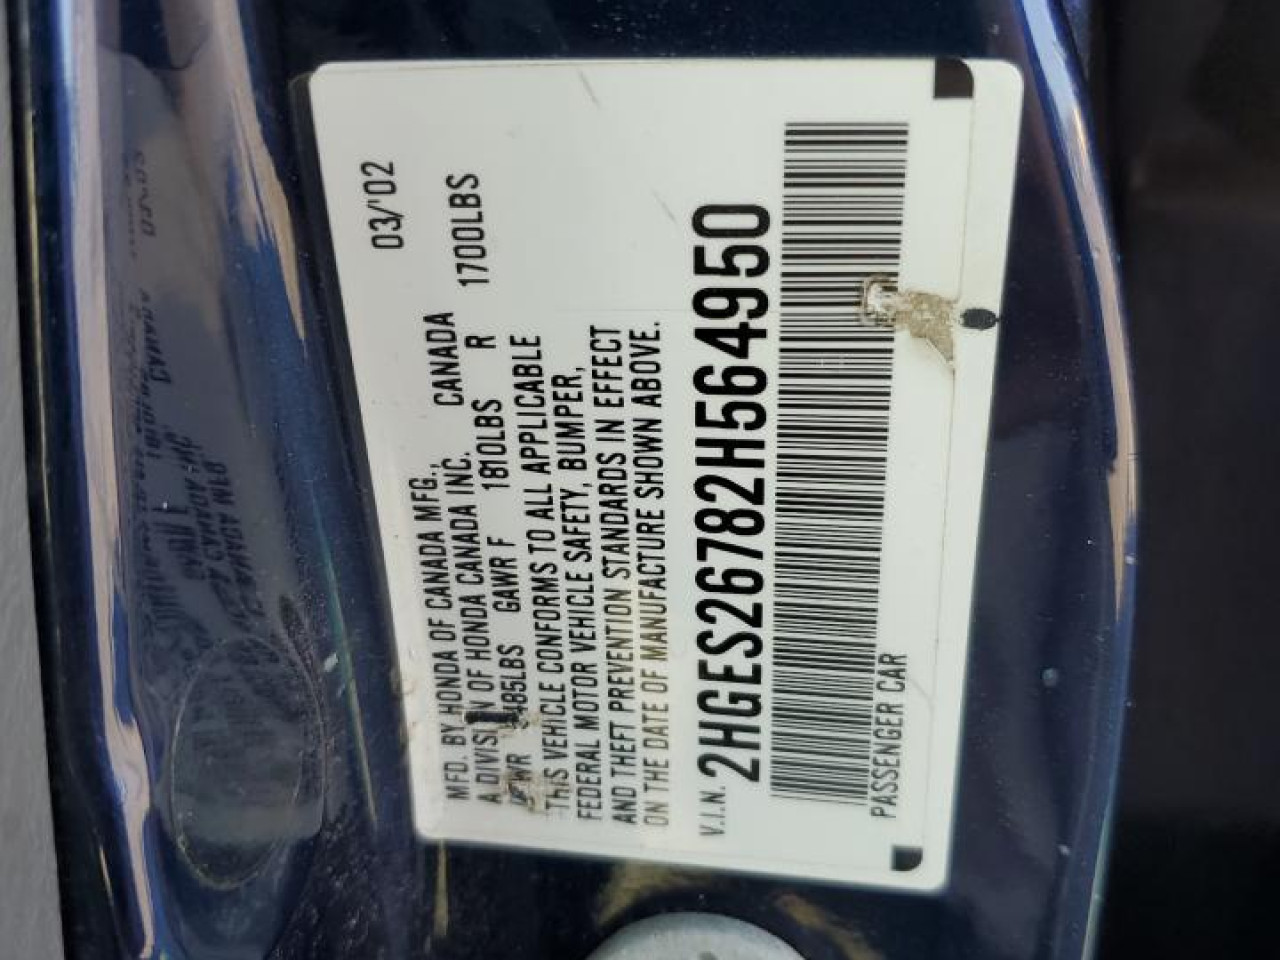 MFD. BY HONDA OF CANADA MFG., 03/'02
A DIVISION OF HONDA CANADA INC. CANADA
GVWR 3485LBS GAWR F 1810LBS R 1700LBS
THIS VEHICLE CONFORMS TO ALL APPLICABLE
FEDERAL MOTOR VEHICLE SAFETY, BUMPER,
AND THEFT PREVENTION STANDARDS IN EFFECT
ON THE DATE OF MANUFACTURE SHOWN ABOVE.
V.I.N. 2HGES26782H564950
PASSENGER CAR